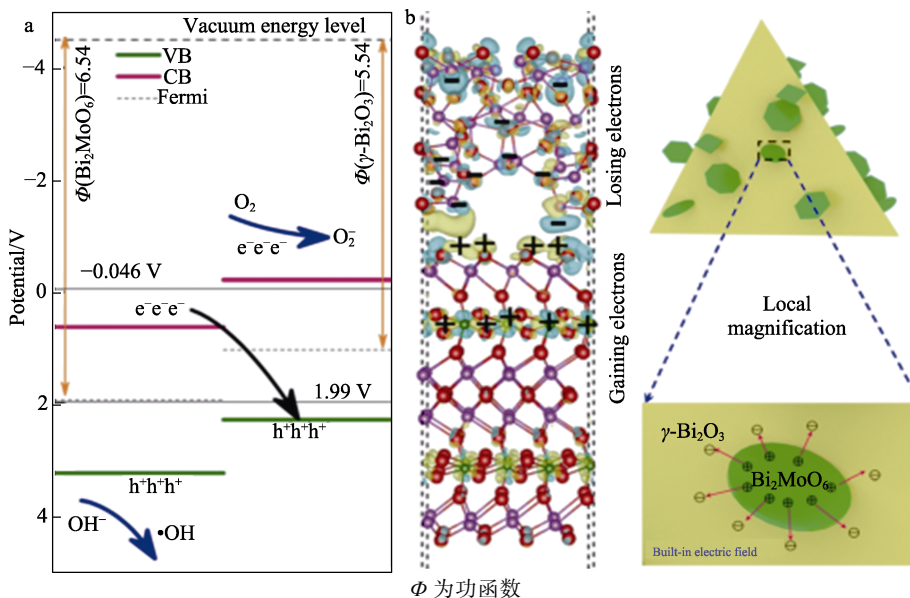 a
Vacuum energy level
VB
CB
Fermi
Φ(Bi₂MoO₆)=6.54
Φ(γ-Bi₂O₃)=5.54
Potential/V
−4
−2
0
2
4
O₂
O₂⁻
e⁻e⁻e⁻
−0.046 V
e⁻e⁻e⁻
1.99 V
h⁺h⁺h⁺
h⁺h⁺h⁺
OH⁻
•OH
b
Losing electrons
Gaining electrons
Local
magnification
γ-Bi₂O₃
Bi₂MoO₆
Built-in electric field
Φ 为功函数